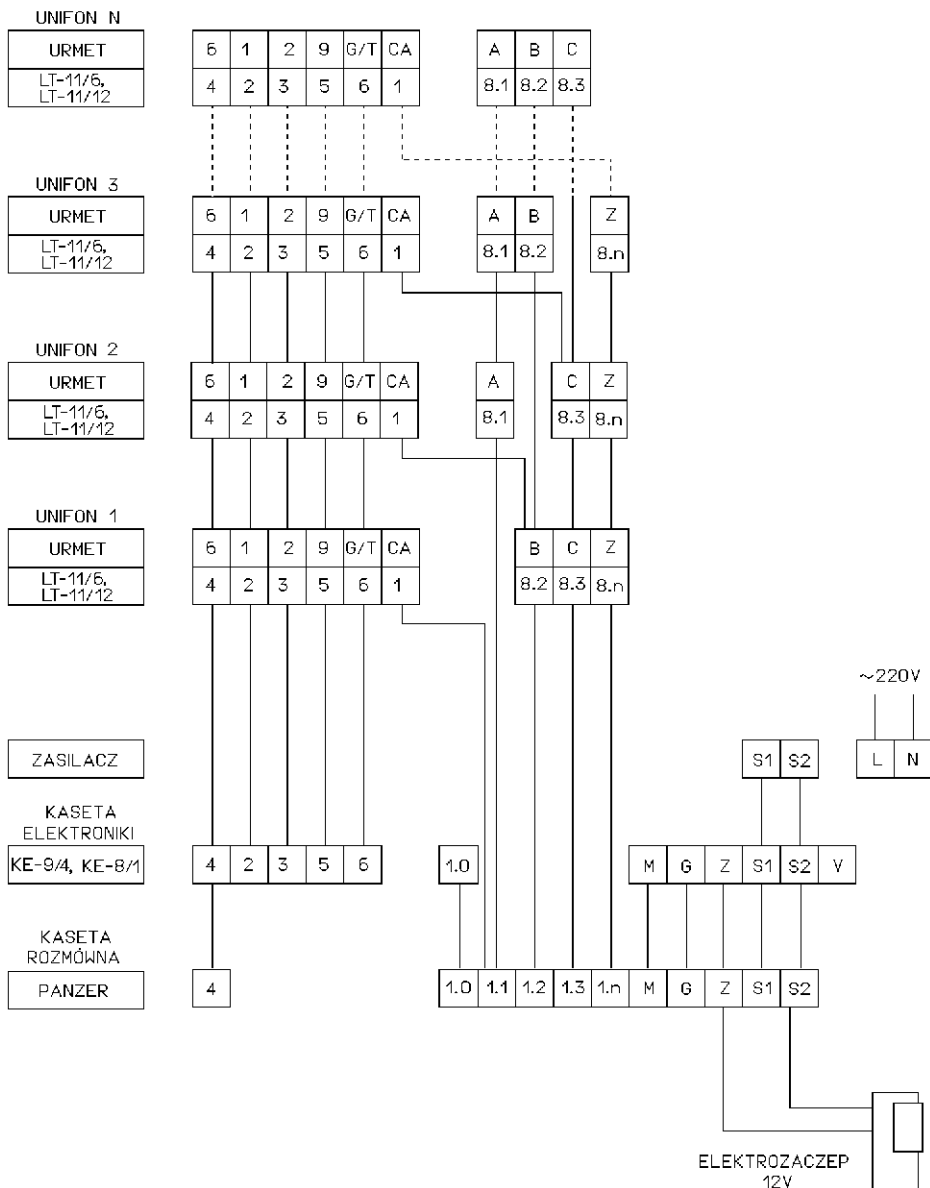 UNIFON N
URMET 6 1 2 9 G/T CA A B C
LT-11/6, LT-11/12 4 2 3 5 6 1 8.1 8.2 8.3
UNIFON 3
URMET 6 1 2 9 G/T CA A B Z
LT-11/6, LT-11/12 4 2 3 5 6 1 8.1 8.2 8.n
UNIFON 2
URMET 6 1 2 9 G/T CA A C Z
LT-11/6, LT-11/12 4 2 3 5 6 1 8.1 8.3 8.n
UNIFON 1
URMET 6 1 2 9 G/T CA B C Z
LT-11/6, LT-11/12 4 2 3 5 6 1 8.2 8.3 8.n
~220V
ZASILACZ S1 S2 L N
KASETA
ELEKTRONIKI
KE-9/4, KE-8/1 4 2 3 5 6 1.0 M G Z S1 S2 V
KASETA
ROZMÓWNA
PANZER 4 1.0 1.1 1.2 1.3 1.n M G Z S1 S2
ELEKTROZACZEP
12V